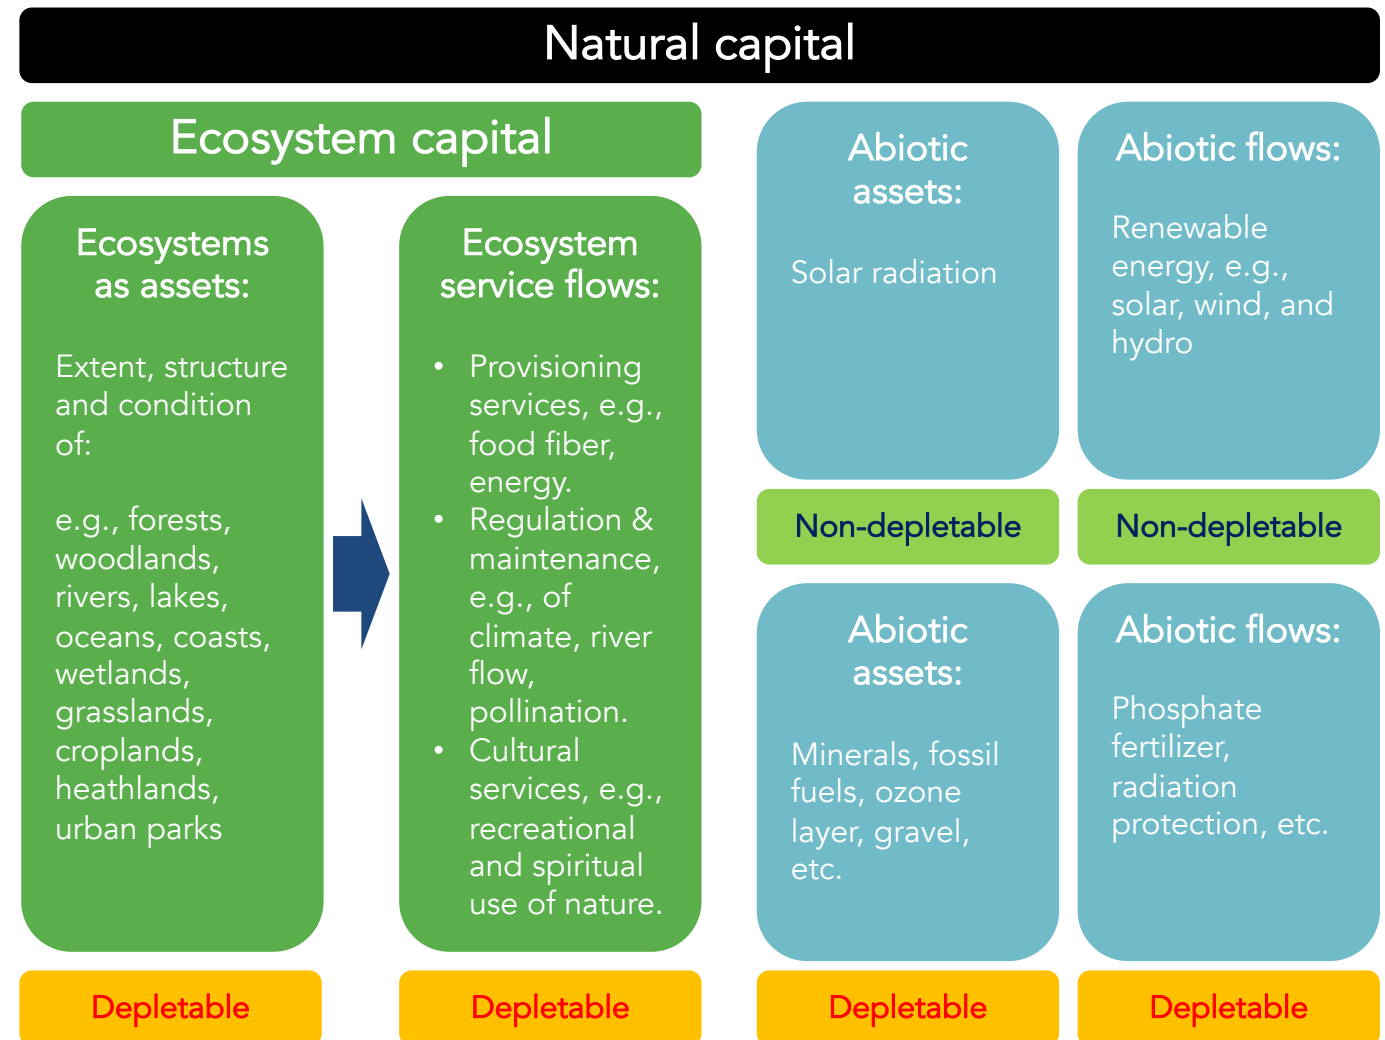 Natural capital
Ecosystem capital
Ecosystems
as assets:
Extent, structure
and condition
of:
e.g., forests,
woodlands,
rivers, lakes,
oceans, coasts,
wetlands,
grasslands,
croplands,
heathlands,
urban parks
Depletable
Ecosystem
service flows:
• Provisioning
services, e.g.,
food fiber,
energy.
• Regulation &
maintenance,
e.g., of
climate, river
flow,
pollination.
• Cultural
services, e.g.,
recreational
and spiritual
use of nature.
Depletable
Abiotic
assets:
Solar radiation
Non-depletable
Abiotic flows:
Renewable
energy, e.g.,
solar, wind, and
hydro
Non-depletable
Abiotic
assets:
Minerals, fossil
fuels, ozone
layer, gravel,
etc.
Depletable
Abiotic flows:
Phosphate
fertilizer,
radiation
protection, etc.
Depletable